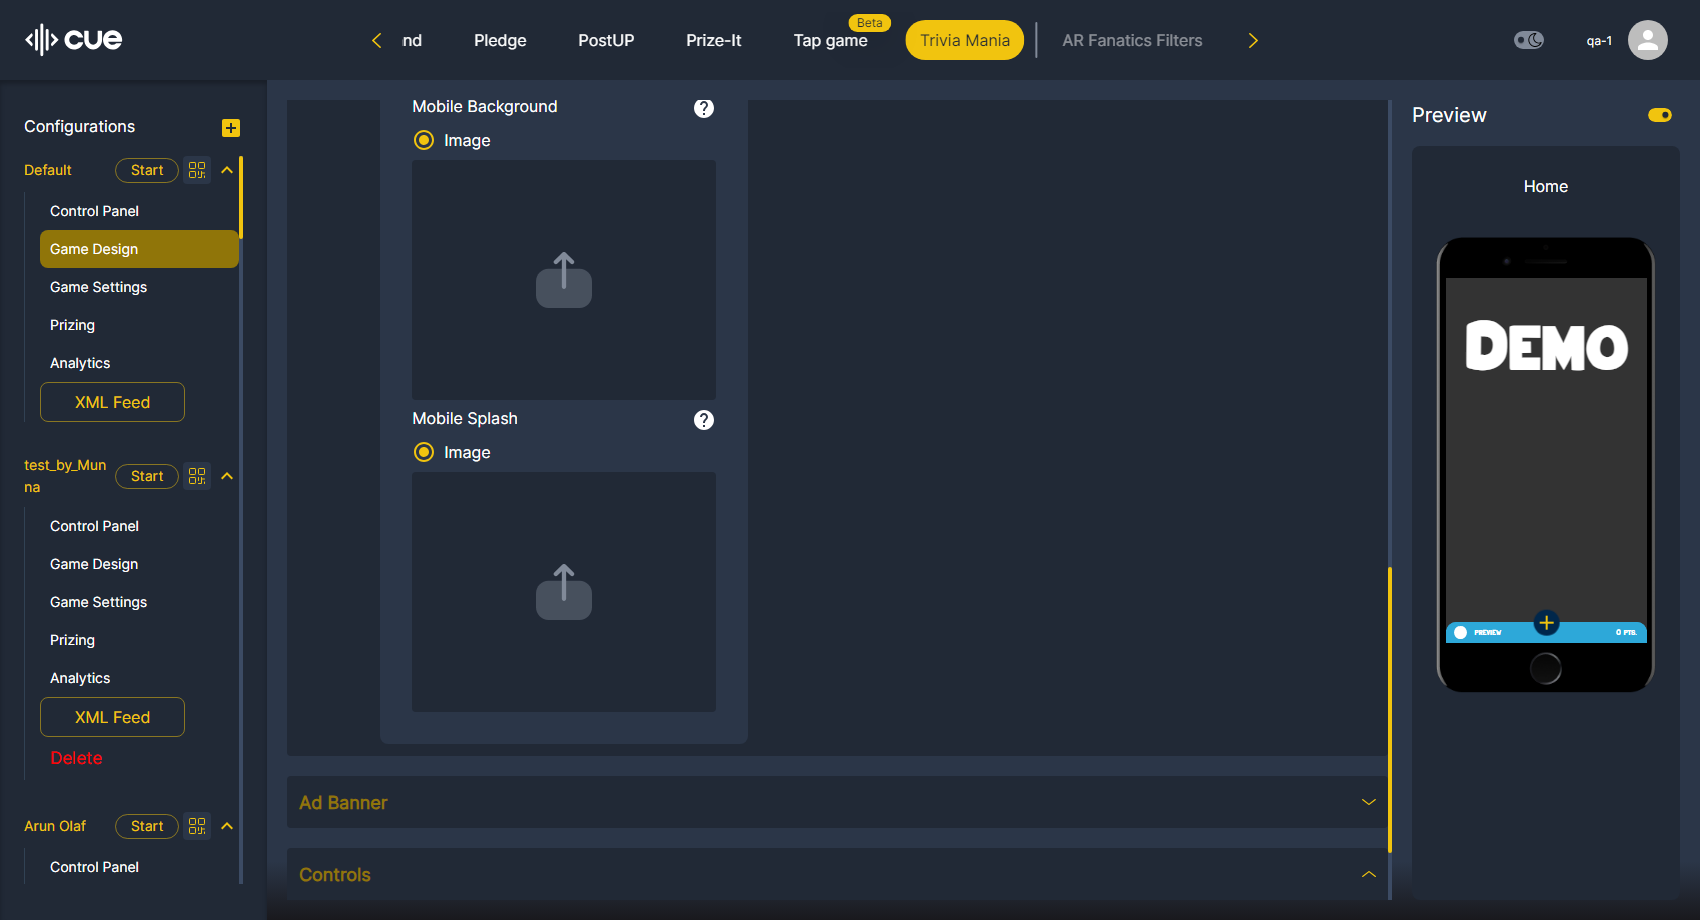 cue
nd
Pledge
PostUP
Prize-It
Tap game
Beta
Trivia Mania
AR Fanatics Filters
qa-1
Configurations
Default
Start
Control Panel
Game Design
Game Settings
Prizing
Analytics
XML Feed
test_by_Mun
na
Start
Control Panel
Game Design
Game Settings
Prizing
Analytics
XML Feed
Delete
Arun Olaf
Start
Control Panel
Mobile Background
?
Image
Mobile Splash
?
Image
Ad Banner
Controls
Preview
Home
DEMO
PREVIEW
0 PTS.